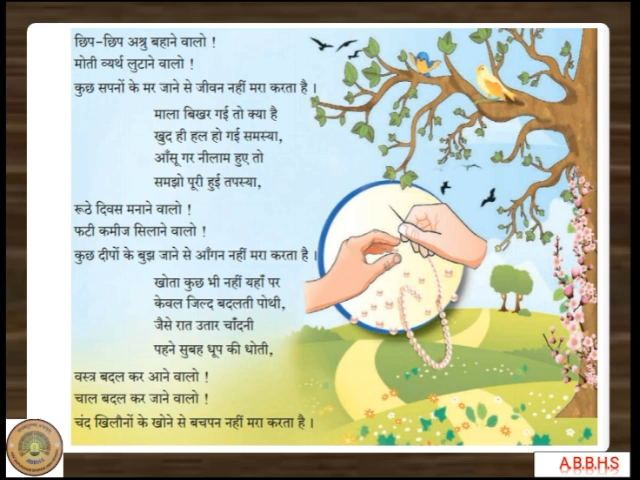 छिप-छिप अश्रु बहाने वालो !
मोती व्यर्थ लुटाने वालो !
कुछ सपनों के मर जाने से जीवन नहीं मरा करता है ।
माला बिखर गई तो क्या है
खुद ही हल हो गई समस्या,
आँसू गर नीलाम हुए तो
समझो पूरी हुई तपस्या,
रूठे दिवस मनाने वालो !
फटी कमीज सिलाने वालो !
कुछ दीपों के बुझ जाने से आँगन नहीं मरा करता है ।
खोता कुछ भी नहीं यहाँ पर
केवल जिल्द बदलती पोथी,
जैसे रात उतार चाँदनी
पहने सुबह धूप की धोती,
वस्त्र बदल कर आने वालो !
चाल बदल कर जाने वालो !
चंद खिलौनों के खोने से बचपन नहीं मरा करता है ।
A.B.B.H.S